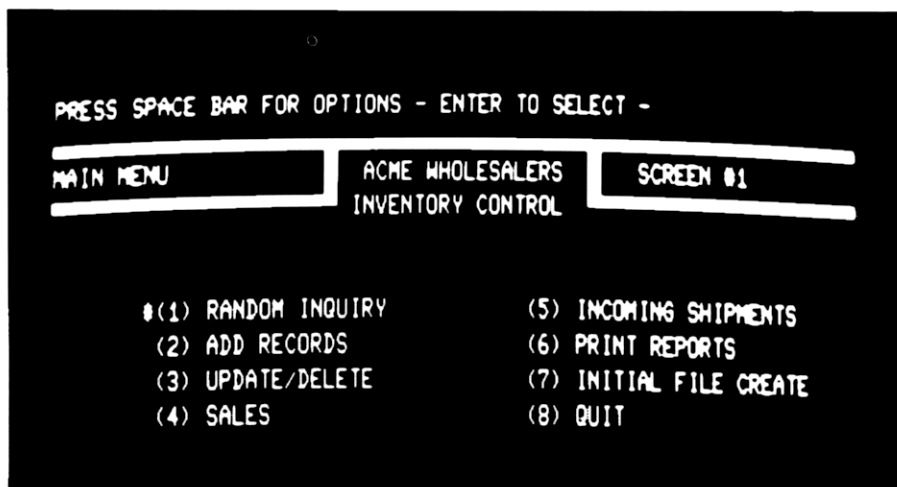 PRESS SPACE BAR FOR OPTIONS - ENTER TO SELECT -
MAIN MENU
ACME WHOLESALERS
INVENTORY CONTROL
SCREEN #1
#(1) RANDOM INQUIRY
(2) ADD RECORDS
(3) UPDATE/DELETE
(4) SALES
(5) INCOMING SHIPMENTS
(6) PRINT REPORTS
(7) INITIAL FILE CREATE
(8) QUIT